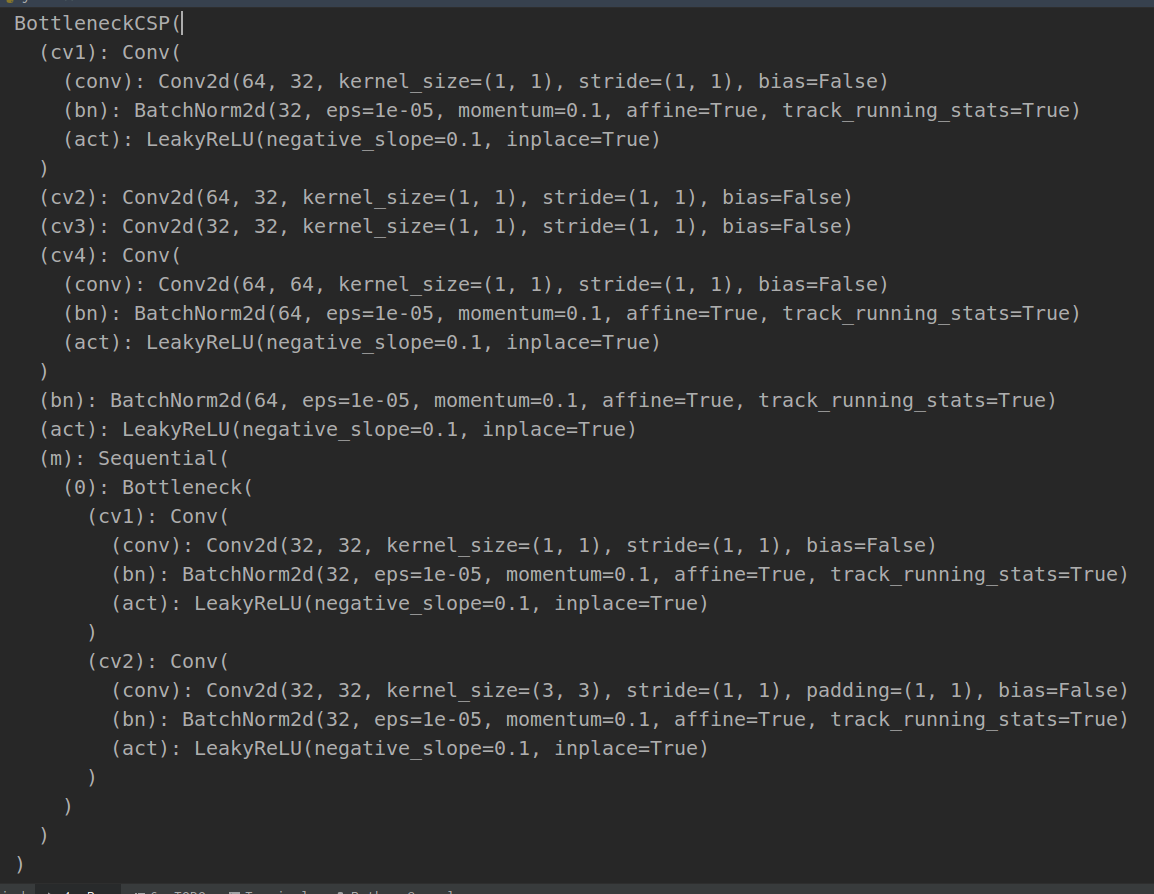 BottleneckCSP(
  (cv1): Conv(
    (conv): Conv2d(64, 32, kernel_size=(1, 1), stride=(1, 1), bias=False)
    (bn): BatchNorm2d(32, eps=1e-05, momentum=0.1, affine=True, track_running_stats=True)
    (act): LeakyReLU(negative_slope=0.1, inplace=True)
  )
  (cv2): Conv2d(64, 32, kernel_size=(1, 1), stride=(1, 1), bias=False)
  (cv3): Conv2d(32, 32, kernel_size=(1, 1), stride=(1, 1), bias=False)
  (cv4): Conv(
    (conv): Conv2d(64, 64, kernel_size=(1, 1), stride=(1, 1), bias=False)
    (bn): BatchNorm2d(64, eps=1e-05, momentum=0.1, affine=True, track_running_stats=True)
    (act): LeakyReLU(negative_slope=0.1, inplace=True)
  )
  (bn): BatchNorm2d(64, eps=1e-05, momentum=0.1, affine=True, track_running_stats=True)
  (act): LeakyReLU(negative_slope=0.1, inplace=True)
  (m): Sequential(
    (0): Bottleneck(
      (cv1): Conv(
        (conv): Conv2d(32, 32, kernel_size=(1, 1), stride=(1, 1), bias=False)
        (bn): BatchNorm2d(32, eps=1e-05, momentum=0.1, affine=True, track_running_stats=True)
        (act): LeakyReLU(negative_slope=0.1, inplace=True)
      )
      (cv2): Conv(
        (conv): Conv2d(32, 32, kernel_size=(3, 3), stride=(1, 1), padding=(1, 1), bias=False)
        (bn): BatchNorm2d(32, eps=1e-05, momentum=0.1, affine=True, track_running_stats=True)
        (act): LeakyReLU(negative_slope=0.1, inplace=True)
      )
    )
  )
)